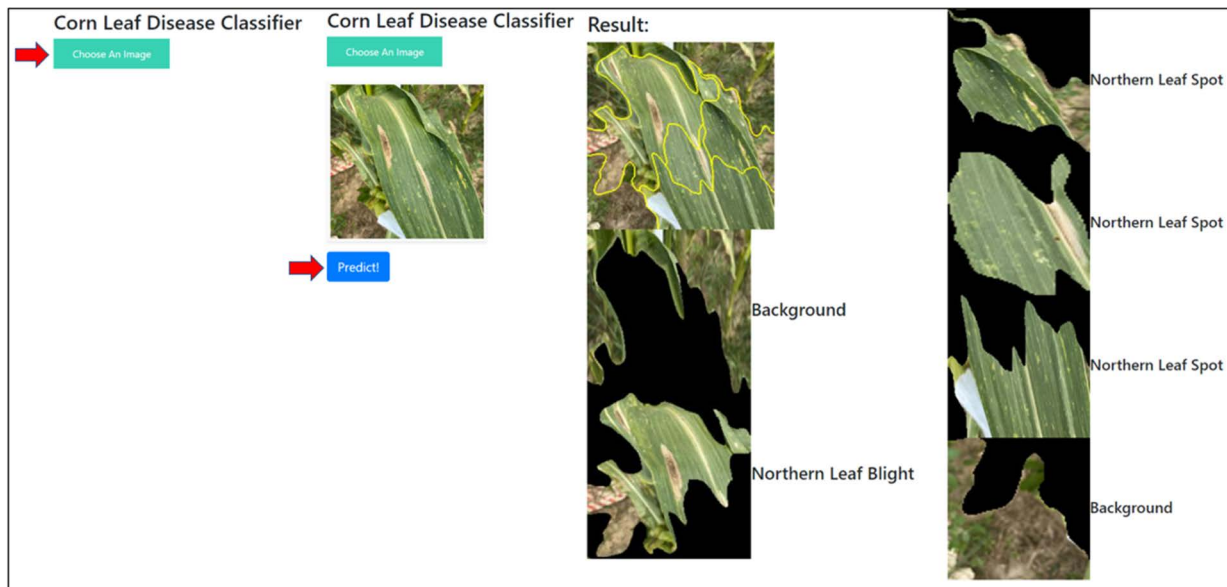 Corn Leaf Disease Classifier
Choose An Image
Corn Leaf Disease Classifier
Choose An Image
Predict!
Result:
Background
Northern Leaf Blight
Northern Leaf Spot
Northern Leaf Spot
Northern Leaf Spot
Background